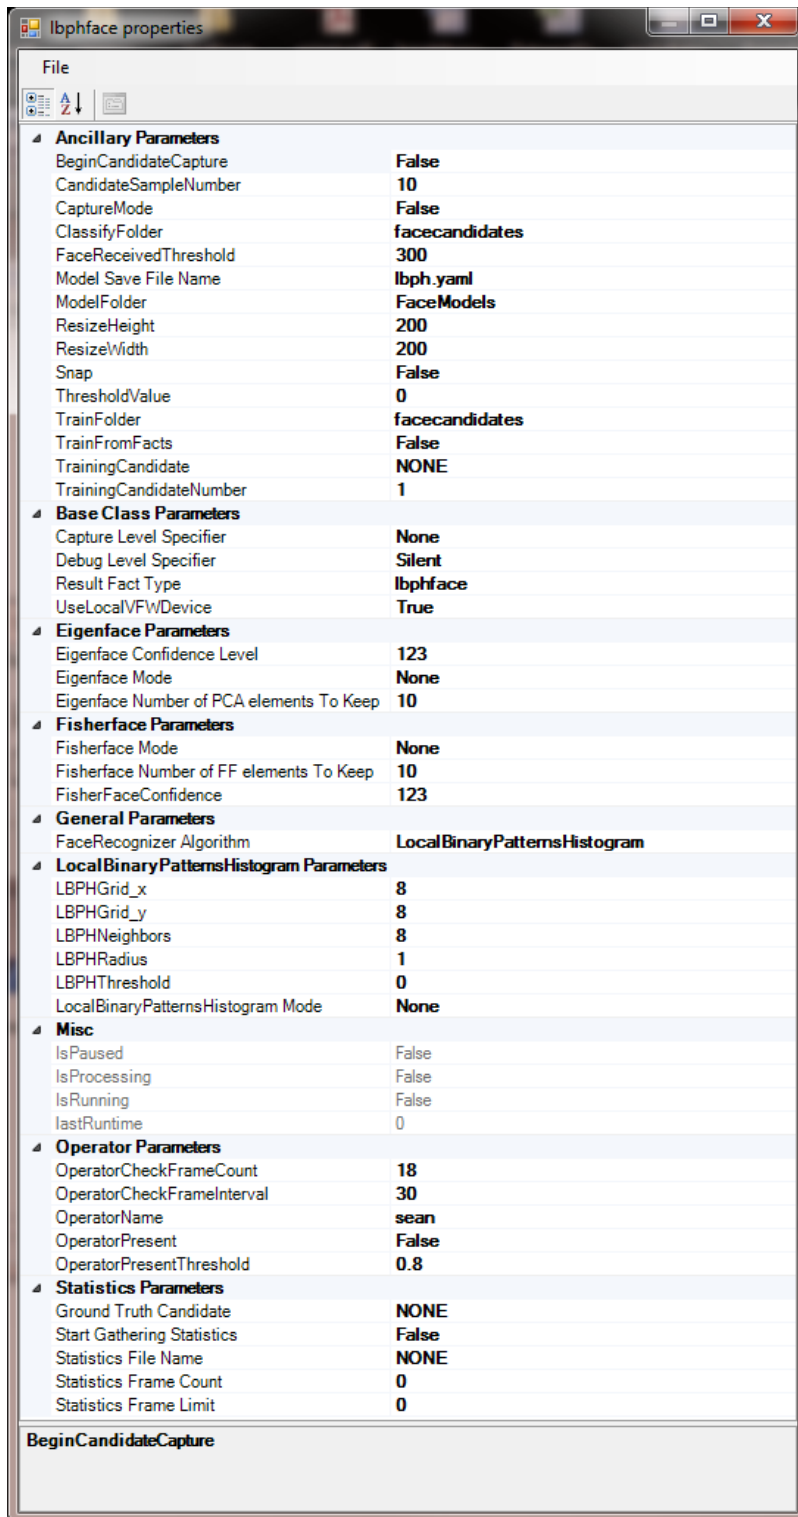 lbphface properties
File
Ancillary Parameters
BeginCandidateCapture False
CandidateSampleNumber 10
CaptureMode False
ClassifyFolder facecandidates
FaceReceivedThreshold 300
Model Save File Name lbph.yaml
ModelFolder FaceModels
ResizeHeight 200
ResizeWidth 200
Snap False
ThresholdValue 0
TrainFolder facecandidates
TrainFromFacts False
TrainingCandidate NONE
TrainingCandidateNumber 1
Base Class Parameters
Capture Level Specifier None
Debug Level Specifier Silent
Result Fact Type lbphface
UseLocalVFWDevice True
Eigenface Parameters
Eigenface Confidence Level 123
Eigenface Mode None
Eigenface Number of PCA elements To Keep 10
Fisherface Parameters
Fisherface Mode None
Fisherface Number of FF elements To Keep 10
FisherFaceConfidence 123
General Parameters
FaceRecognizer Algorithm LocalBinaryPatternsHistogram
LocalBinaryPatternsHistogram Parameters
LBPHGrid_x 8
LBPHGrid_y 8
LBPHNeighbors 8
LBPHRadius 1
LBPHThreshold 0
LocalBinaryPatternsHistogram Mode None
Misc
IsPaused False
IsProcessing False
IsRunning False
lastRuntime 0
Operator Parameters
OperatorCheckFrameCount 18
OperatorCheckFrameInterval 30
OperatorName sean
OperatorPresent False
OperatorPresentThreshold 0.8
Statistics Parameters
Ground Truth Candidate NONE
Start Gathering Statistics False
Statistics File Name NONE
Statistics Frame Count 0
Statistics Frame Limit 0
BeginCandidateCapture